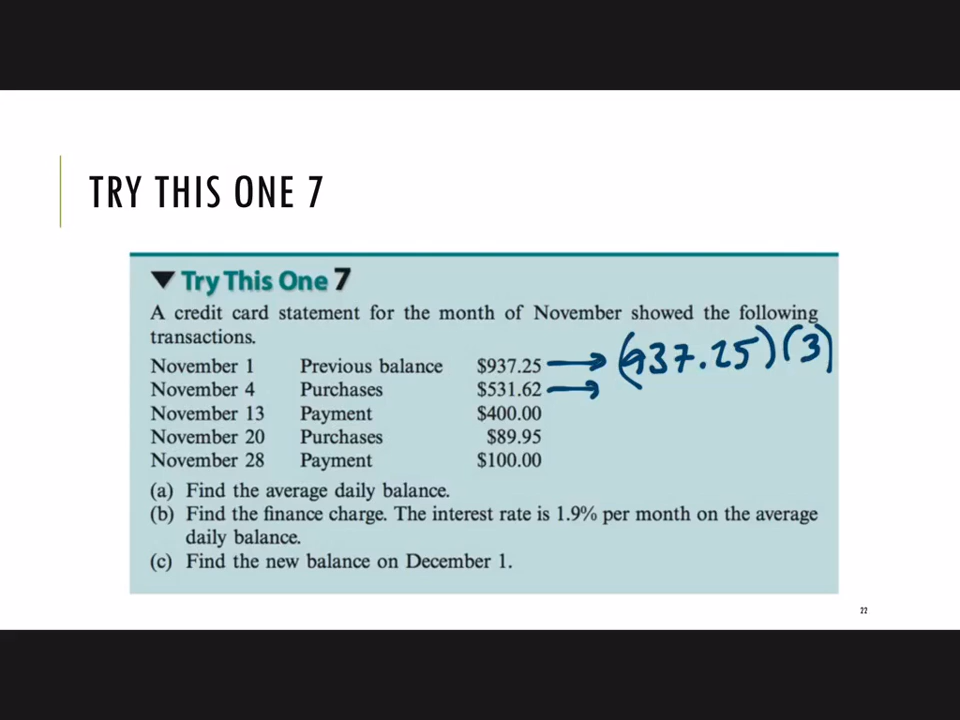 TRY THIS ONE 7
▼ Try This One 7
A credit card statement for the month of November showed the following
transactions.
November 1 Previous balance $937.25 → (937.25)(3)
November 4 Purchases $531.62 →
November 13 Payment $400.00
November 20 Purchases $89.95
November 28 Payment $100.00
(a) Find the average daily balance.
(b) Find the finance charge. The interest rate is 1.9% per month on the average
daily balance.
(c) Find the new balance on December 1.
22